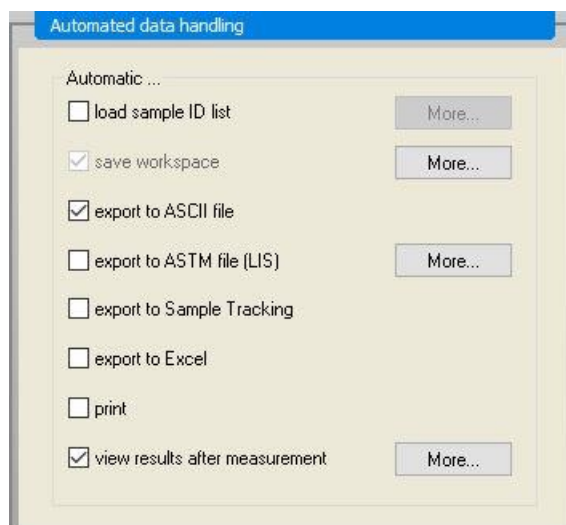 Automated data handling
Automatic ...
load sample ID list More...
save workspace More...
export to ASCII file
export to ASTM file (LIS) More...
export to Sample Tracking
export to Excel
print
view results after measurement More...